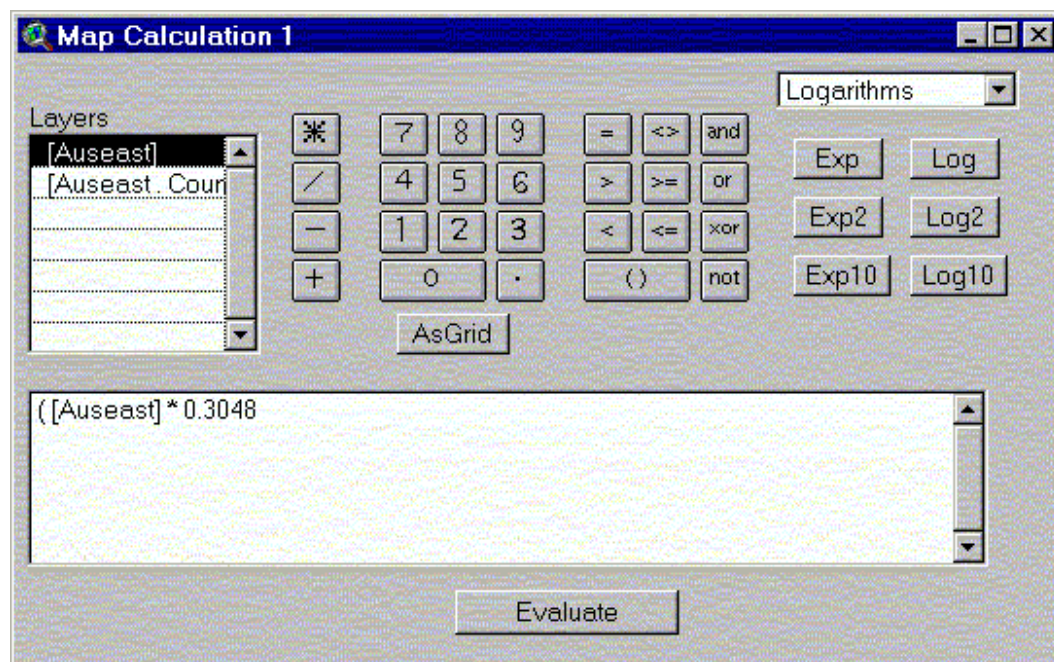 Map Calculation 1
Logarithms
Layers
[Auseast]
[Auseast . Coun
* 7 8 9 = <> and
/ 4 5 6 > >= or
- 1 2 3 < <= xor
+ 0 . ( ) not
Exp Log
Exp2 Log2
Exp10 Log10
AsGrid
( [Auseast] * 0.3048
Evaluate